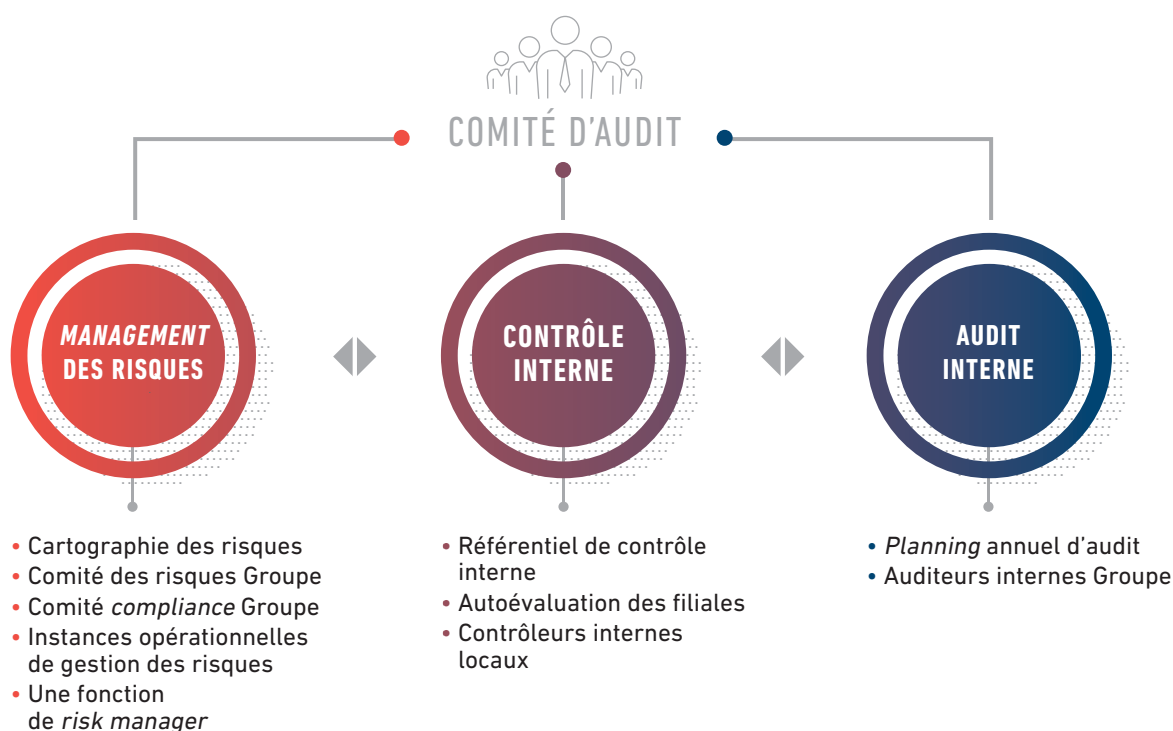 COMITÉ D'AUDIT
MANAGEMENT
DES RISQUES
CONTRÔLE
INTERNE
AUDIT
INTERNE
• Cartographie des risques
• Comité des risques Groupe
• Comité compliance Groupe
• Instances opérationnelles
de gestion des risques
• Une fonction
de risk manager
• Référentiel de contrôle
interne
• Autoévaluation des filiales
• Contrôleurs internes
locaux
• Planning annuel d'audit
• Auditeurs internes Groupe